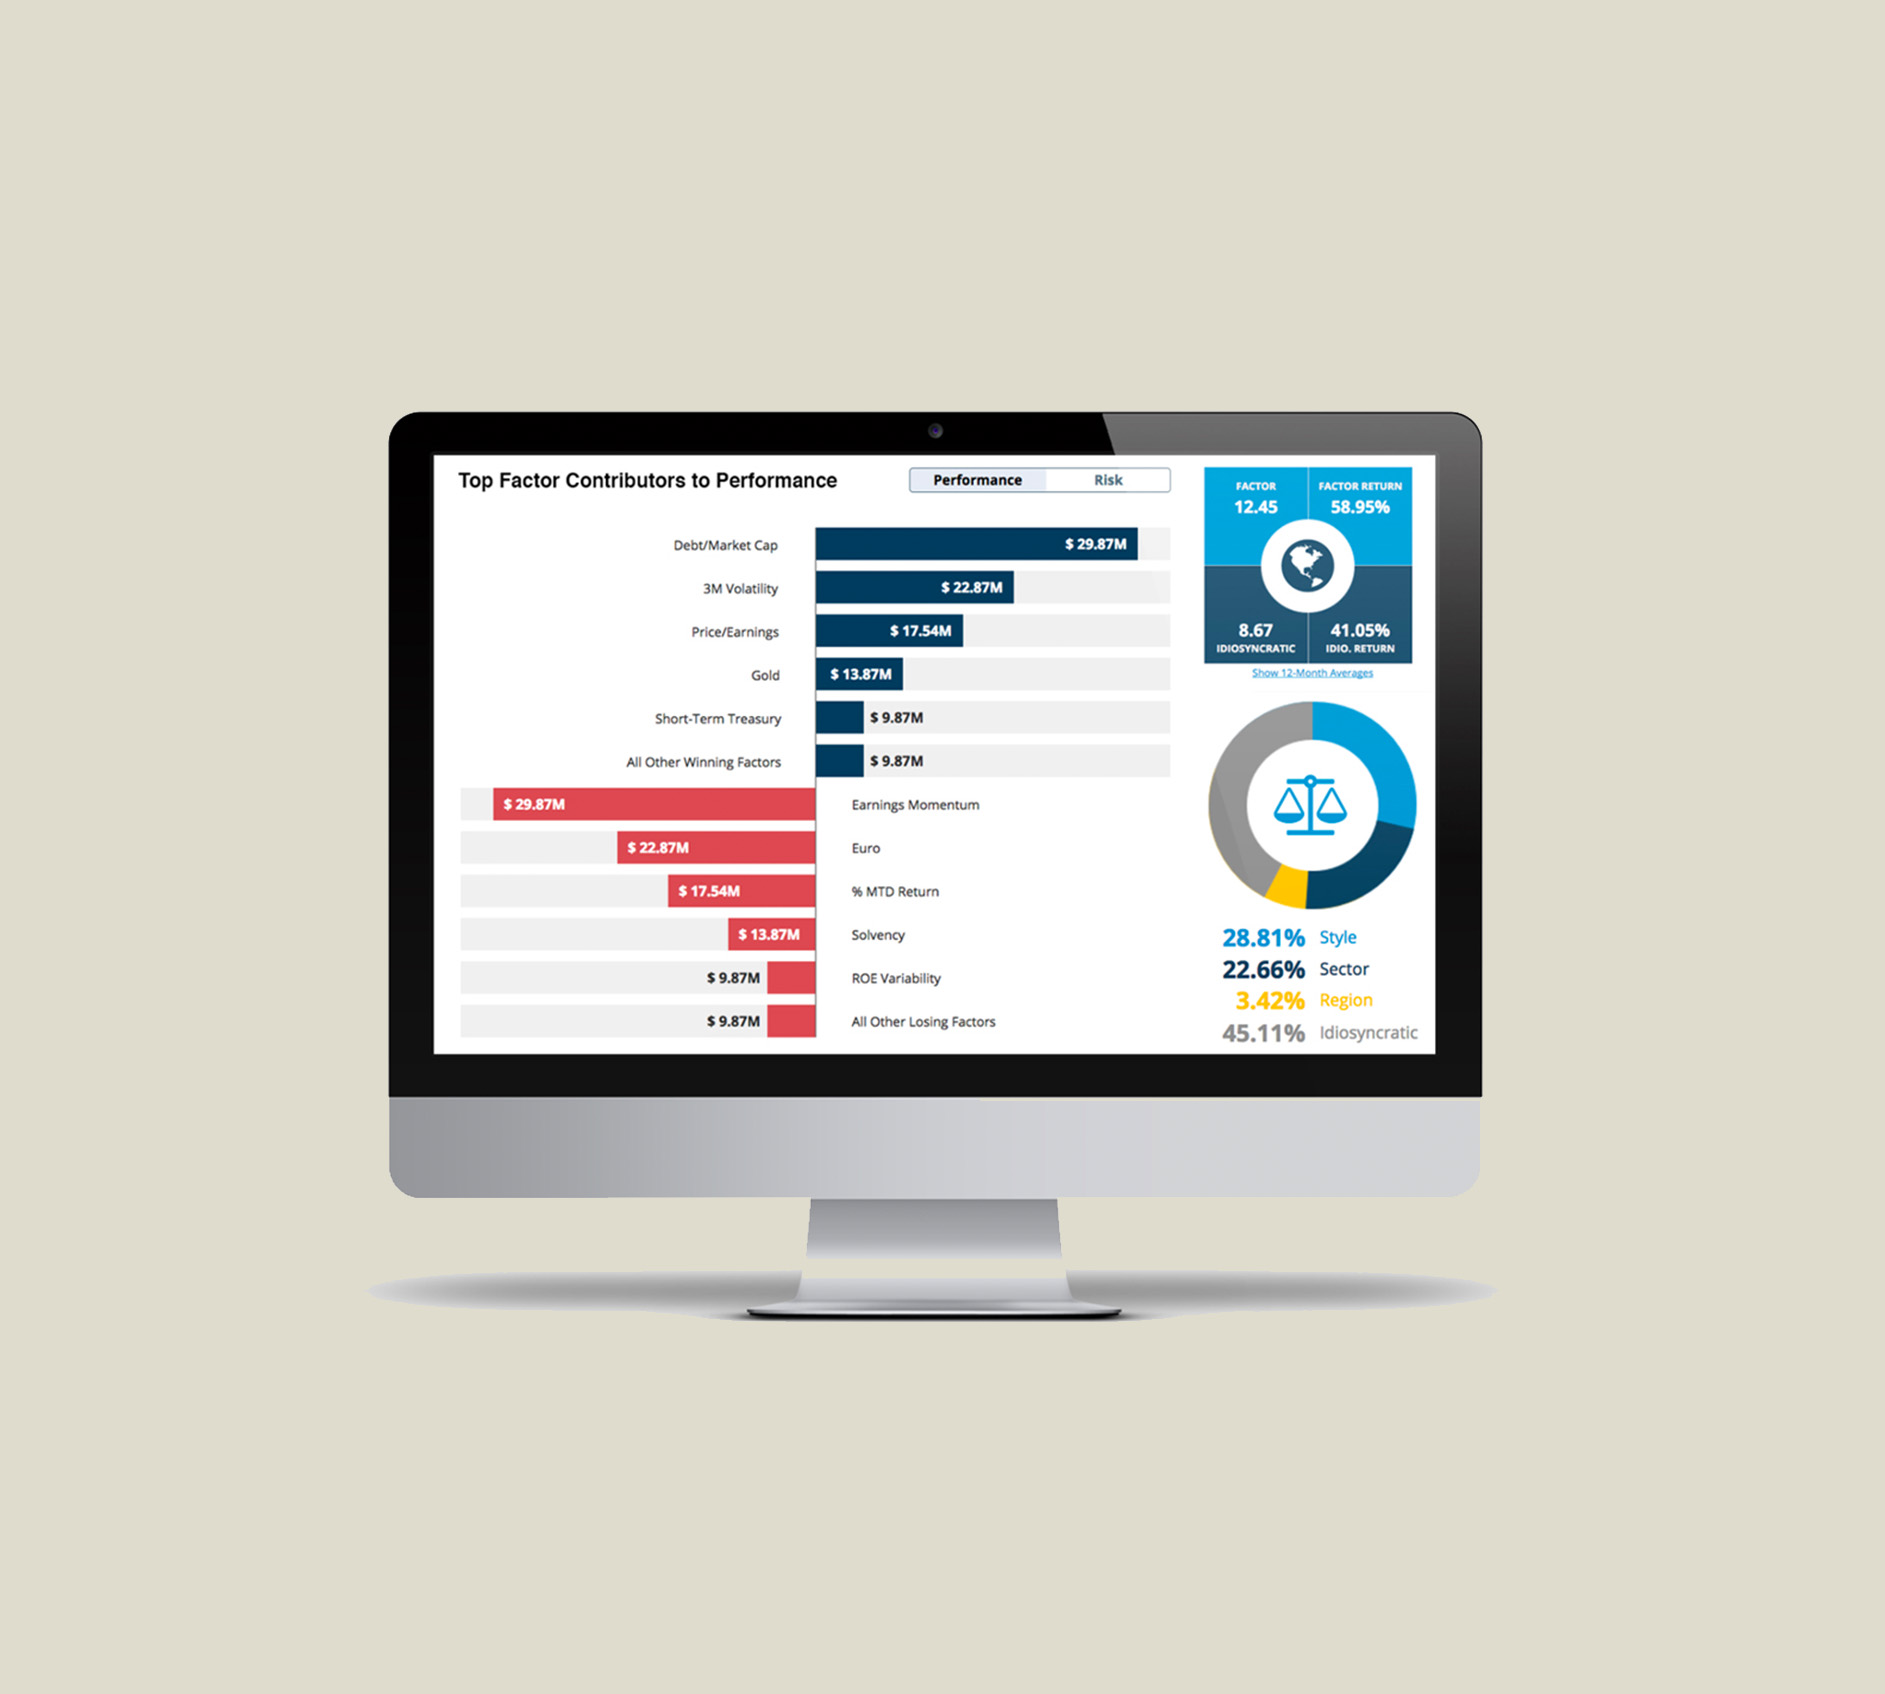 Top Factor Contributors to Performance
Performance
Risk
Debt/Market Cap
$ 29.87M
3M Volatility
$ 22.87M
Price/Earnings
$ 17.54M
Gold
$ 13.87M
Short-Term Treasury
$ 9.87M
All Other Winning Factors
$ 9.87M
$ 29.87M
Earnings Momentum
$ 22.87M
Euro
$ 17.54M
% MTD Return
$ 13.87M
Solvency
$ 9.87M
ROE Variability
$ 9.87M
All Other Losing Factors
FACTOR
12.45
FACTOR RETURN
58.95%
8.67
IDIOSYNCRATIC
41.05%
IDIO. RETURN
Show 12-Month Averages
28.81% Style
22.66% Sector
3.42% Region
45.11% Idiosyncratic